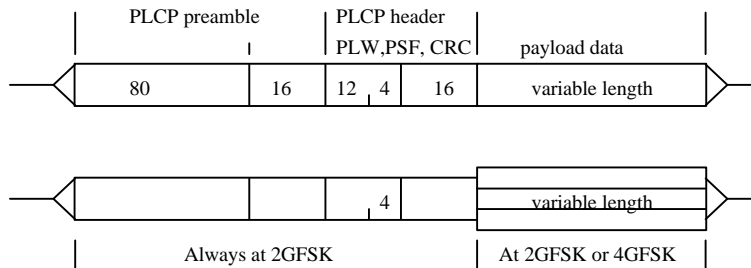 PLCP preamble PLCP header
PLW,PSF, CRC payload data
80 16 12 4 16 variable length
4 variable length
Always at 2GFSK At 2GFSK or 4GFSK